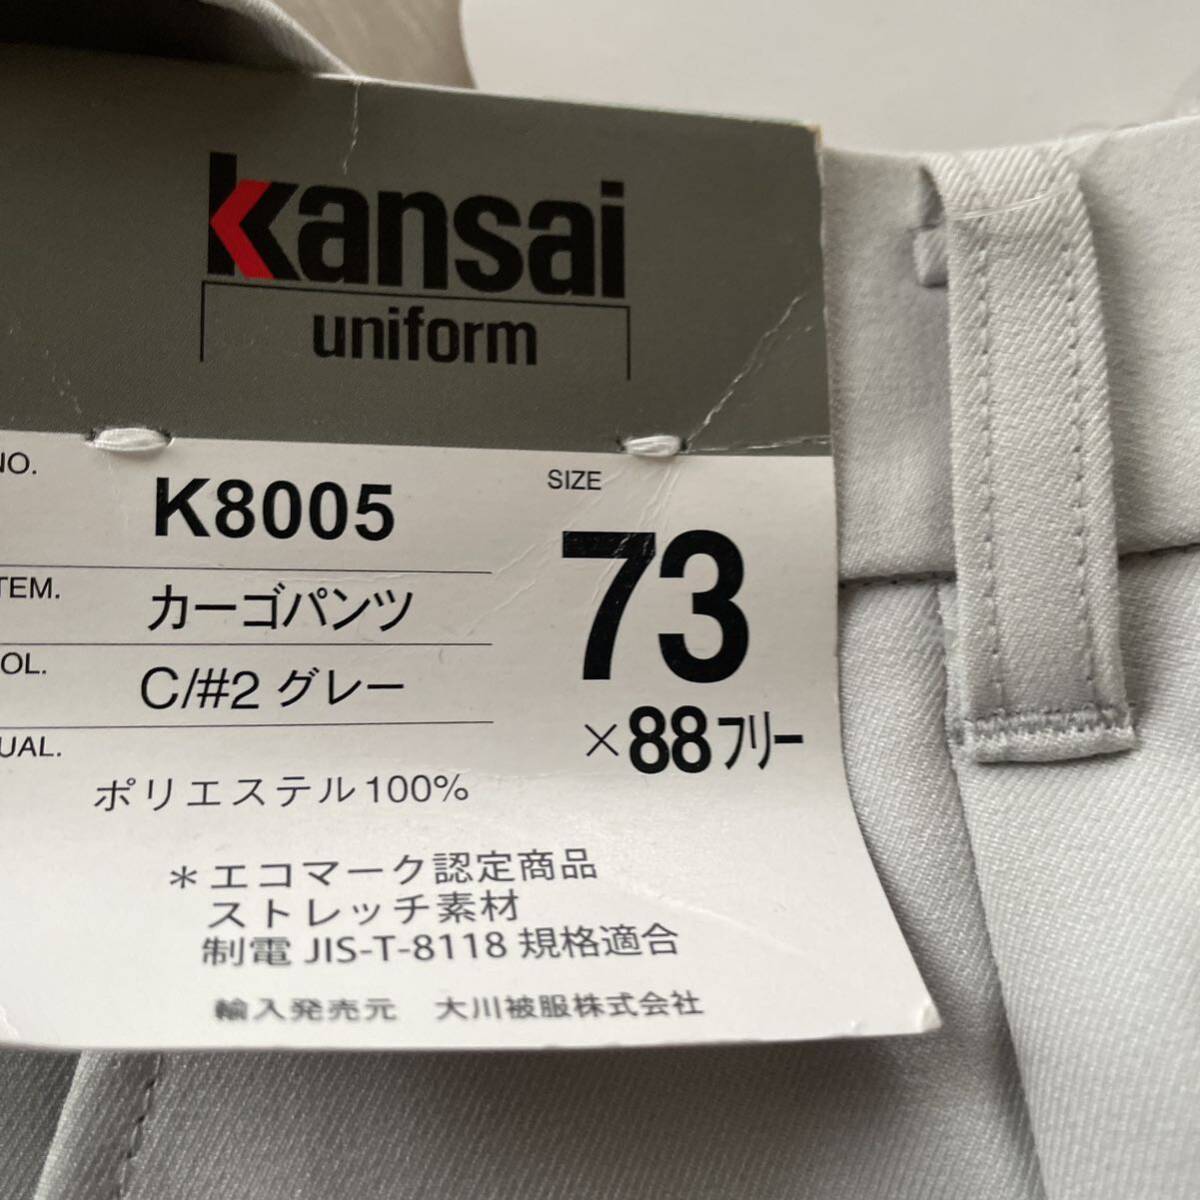 kansai
uniform
NO. K8005
TEM. カーゴパンツ
OL. C/#2 グレー
UAL.
ポリエステル100%
SIZE
73
×88フリー
＊エコマーク認定商品
ストレッチ素材
制電 JIS-T-8118 規格適合
輸入発売元 大川被服株式会社